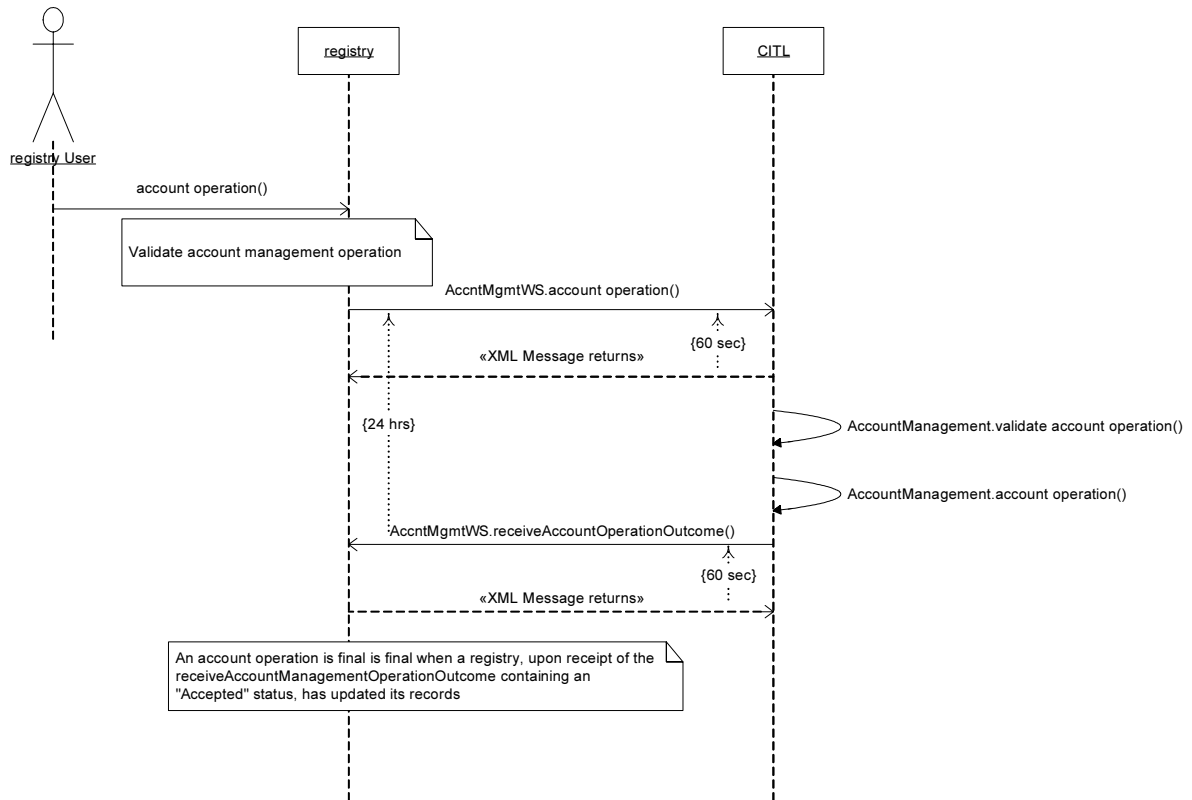 registry
CITL
registry User
account operation()
Validate account management operation
AccntMgmtWS.account operation()
{60 sec}
«XML Message returns»
{24 hrs}
AccountManagement.validate account operation()
AccountManagement.account operation()
AccntMgmtWS.receiveAccountOperationOutcome()
{60 sec}
«XML Message returns»
An account operation is final is final when a registry, upon receipt of the
receiveAccountManagementOperationOutcome containing an
"Accepted" status, has updated its records